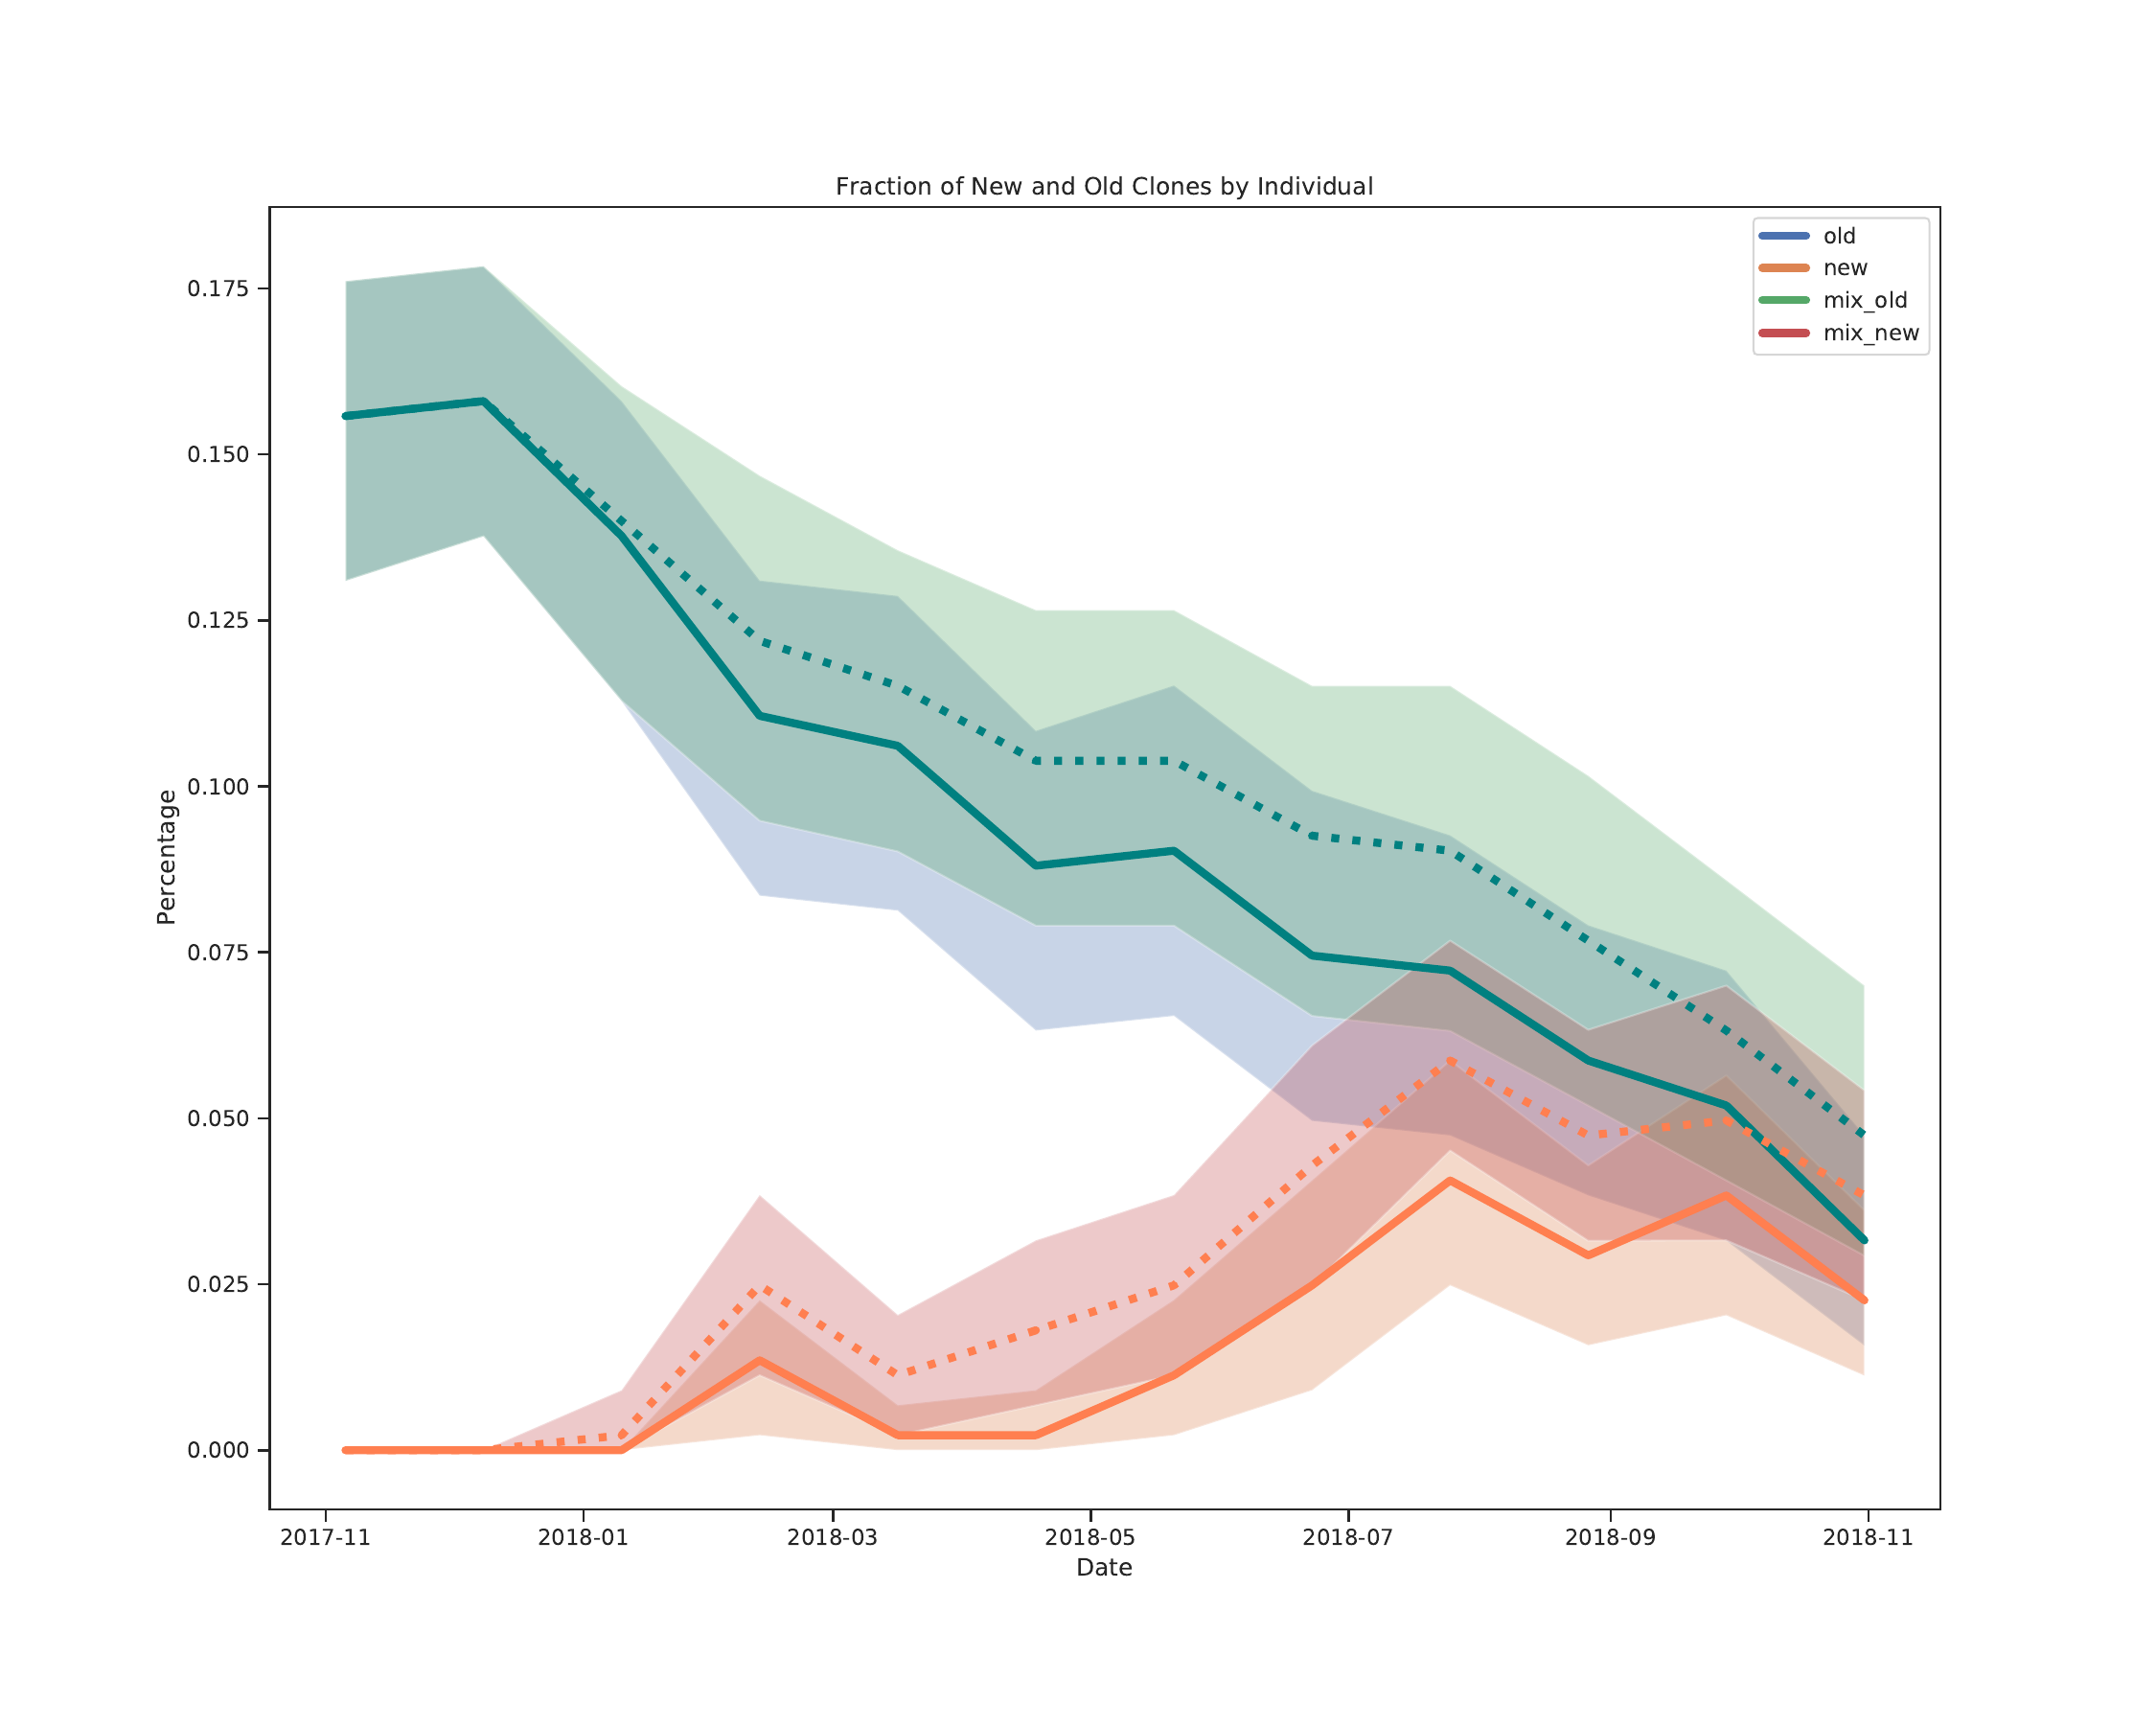 Fraction of New and Old Clones by Individual
old
new
mix_old
mix_new
Percentage
0.175
0.150
0.125
0.100
0.075
0.050
0.025
0.000
2017-11 2018-01 2018-03 2018-05 2018-07 2018-09 2018-11
Date